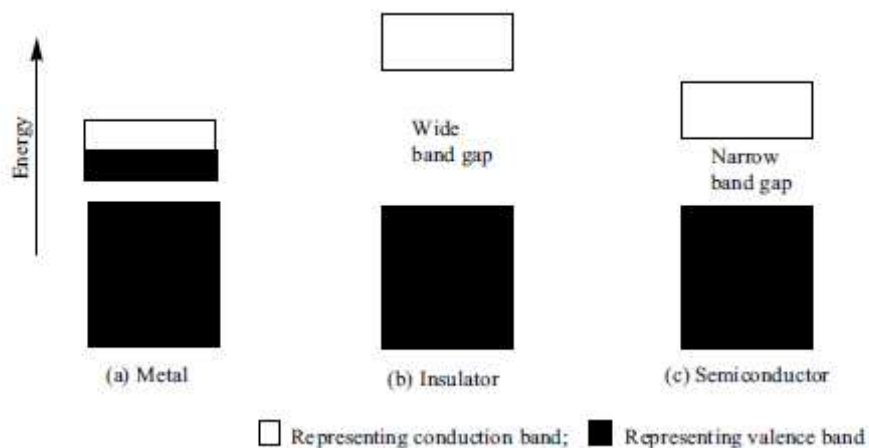 Energy
Wide
band gap
Narrow
band gap
(a) Metal
(b) Insulator
(c) Semiconductor
Representing conduction band;
Representing valence band